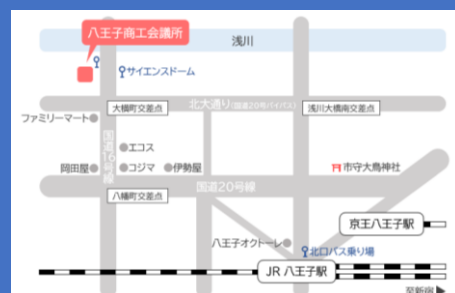 八王子商工会議所
浅川
サイエンスドーム
大横町交差点
北大通り(国道20号バイパス)
浅川大橋南交差点
ファミリーマート
国道16号線
エコス
岡田屋
コジマ
伊勢屋
市守大鳥神社
国道20号線
八幡町交差点
京王八王子駅
八王子オクトーレ
北口バス乗り場
JR 八王子駅
至新宿